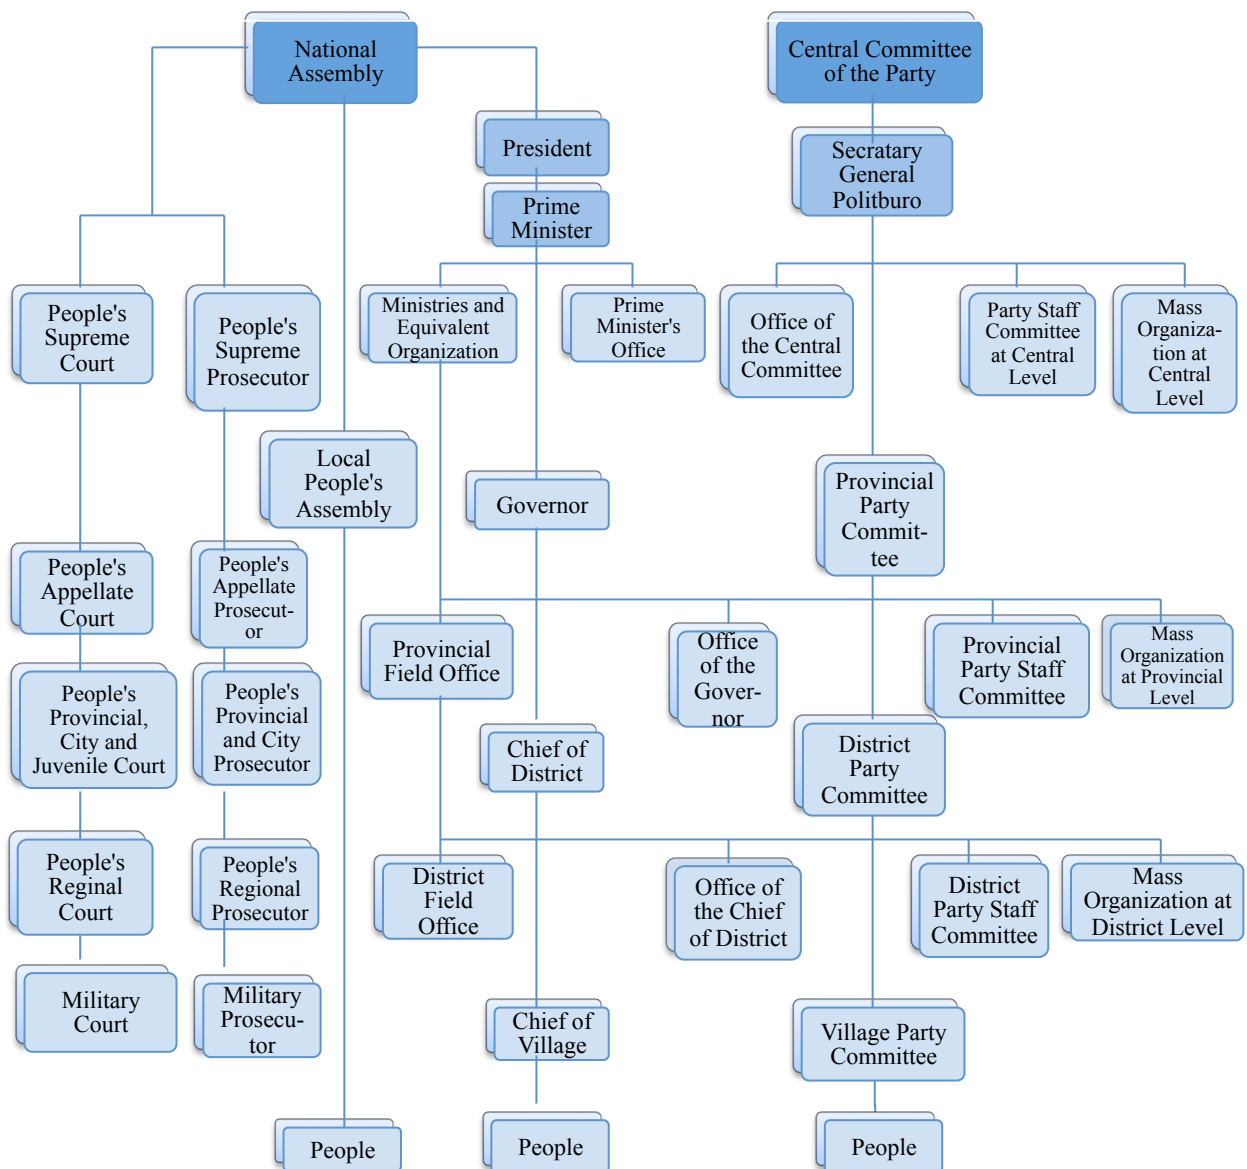 National
Assembly
Central Committee
of the Party
President
Secratary
General
Politburo
Prime
Minister
People's
Supreme
Court
People's
Supreme
Prosecutor
Ministries and
Equivalent
Organization
Prime
Minister's
Office
Office of
the Central
Committee
Party Staff
Committee
at Central
Level
Mass
Organiza-
tion at
Central
Level
Local
People's
Assembly
Governor
Provincial
Party
Commit-
tee
People's
Appellate
Court
People's
Appellate
Prosecut-
or
Provincial
Field Office
Office
of the
Gover-
nor
Provincial
Party Staff
Committee
Mass
Organization
at Provincial
Level
People's
Provincial,
City and
Juvenile Court
People's
Provincial
and City
Prosecutor
Chief of
District
District
Party
Committee
People's
Reginal
Court
People's
Regional
Prosecutor
District
Field
Office
Office of
the Chief
of District
District
Party Staff
Committee
Mass
Organization at
District Level
Military
Court
Military
Prosecu-
tor
Chief of
Village
Village Party
Committee
People
People
People